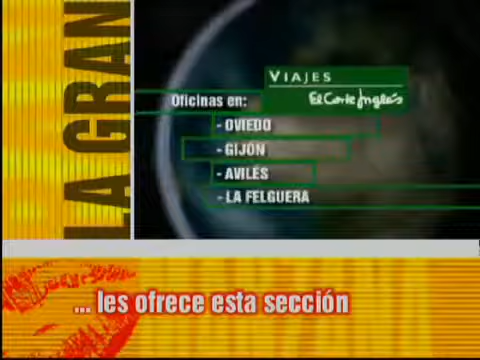 LA GRAN
VIAJES
El Corte Inglés
Oficinas en:
- OVIEDO
- GIJÓN
- AVILÉS
- LA FELGUERA
... les ofrece esta sección